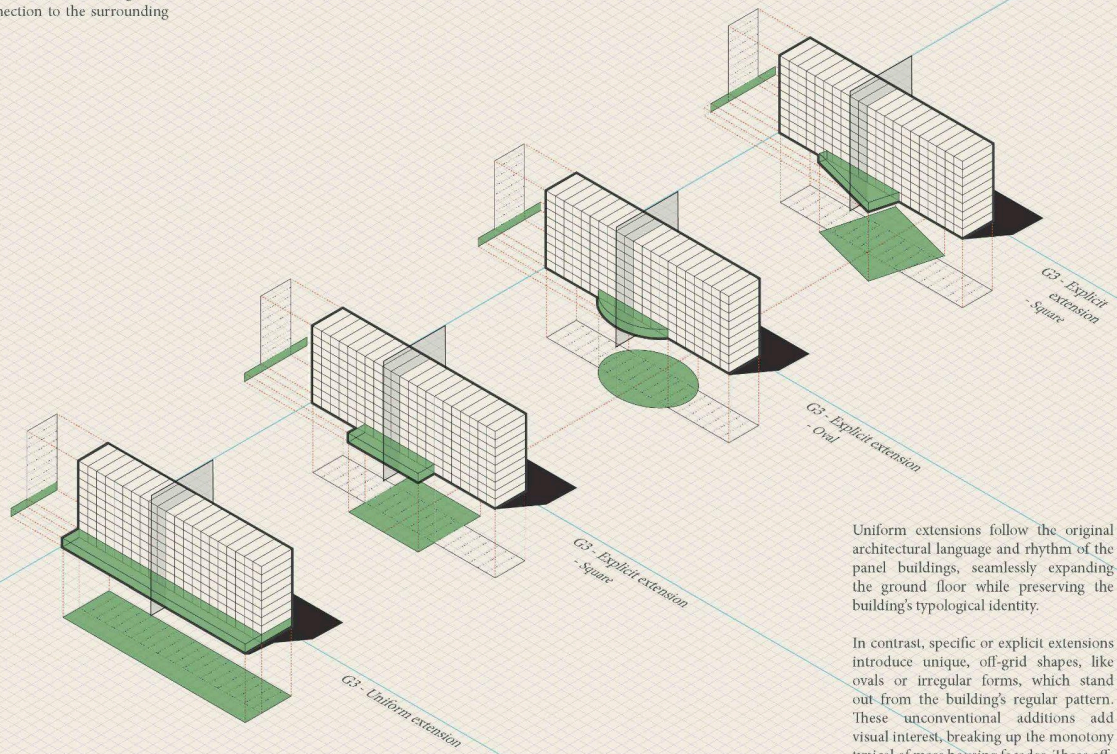 nection to the surrounding
G3 - Explicit
extension
- Square
G3 - Explicit extension
- Oval
G3 - Explicit extension
- Square
G3 - Uniform extension
Uniform extensions follow the original
architectural language and rhythm of the
panel buildings, seamlessly expanding
the ground floor while preserving the
building's typological identity.
In contrast, specific or explicit extensions
introduce unique, off-grid shapes, like
ovals or irregular forms, which stand
out from the building's regular pattern.
These unconventional additions add
visual interest, breaking up the monotony